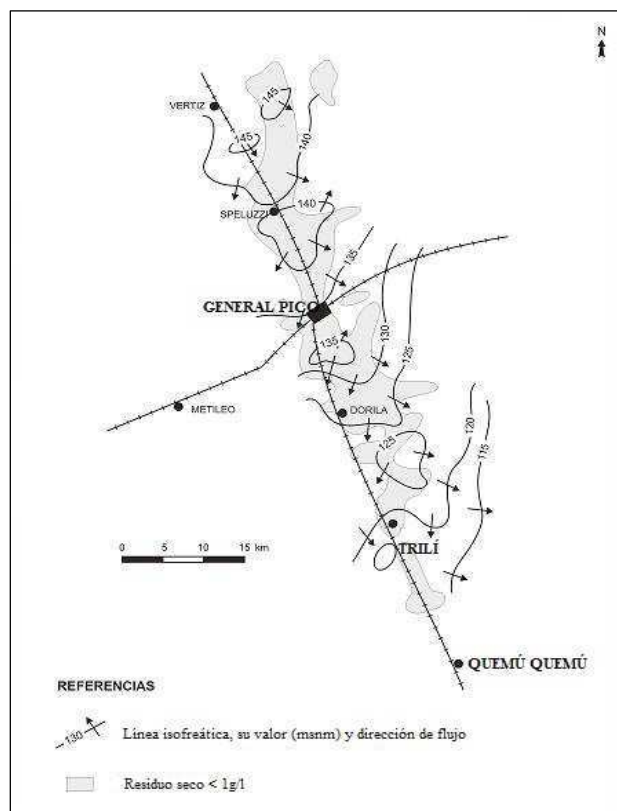 N
VERTIZ
145
145
140
SPELUZZI
140
135
GENERAL PICO
130
135
125
METILEO
DORILA
120
125
115
0 5 10 15 km
TRILÍ
QUEMÚ QUEMÚ
REFERENCIAS
130 Línea isofreática, su valor (msnm) y dirección de flujo
Residuo seco < 1g/l